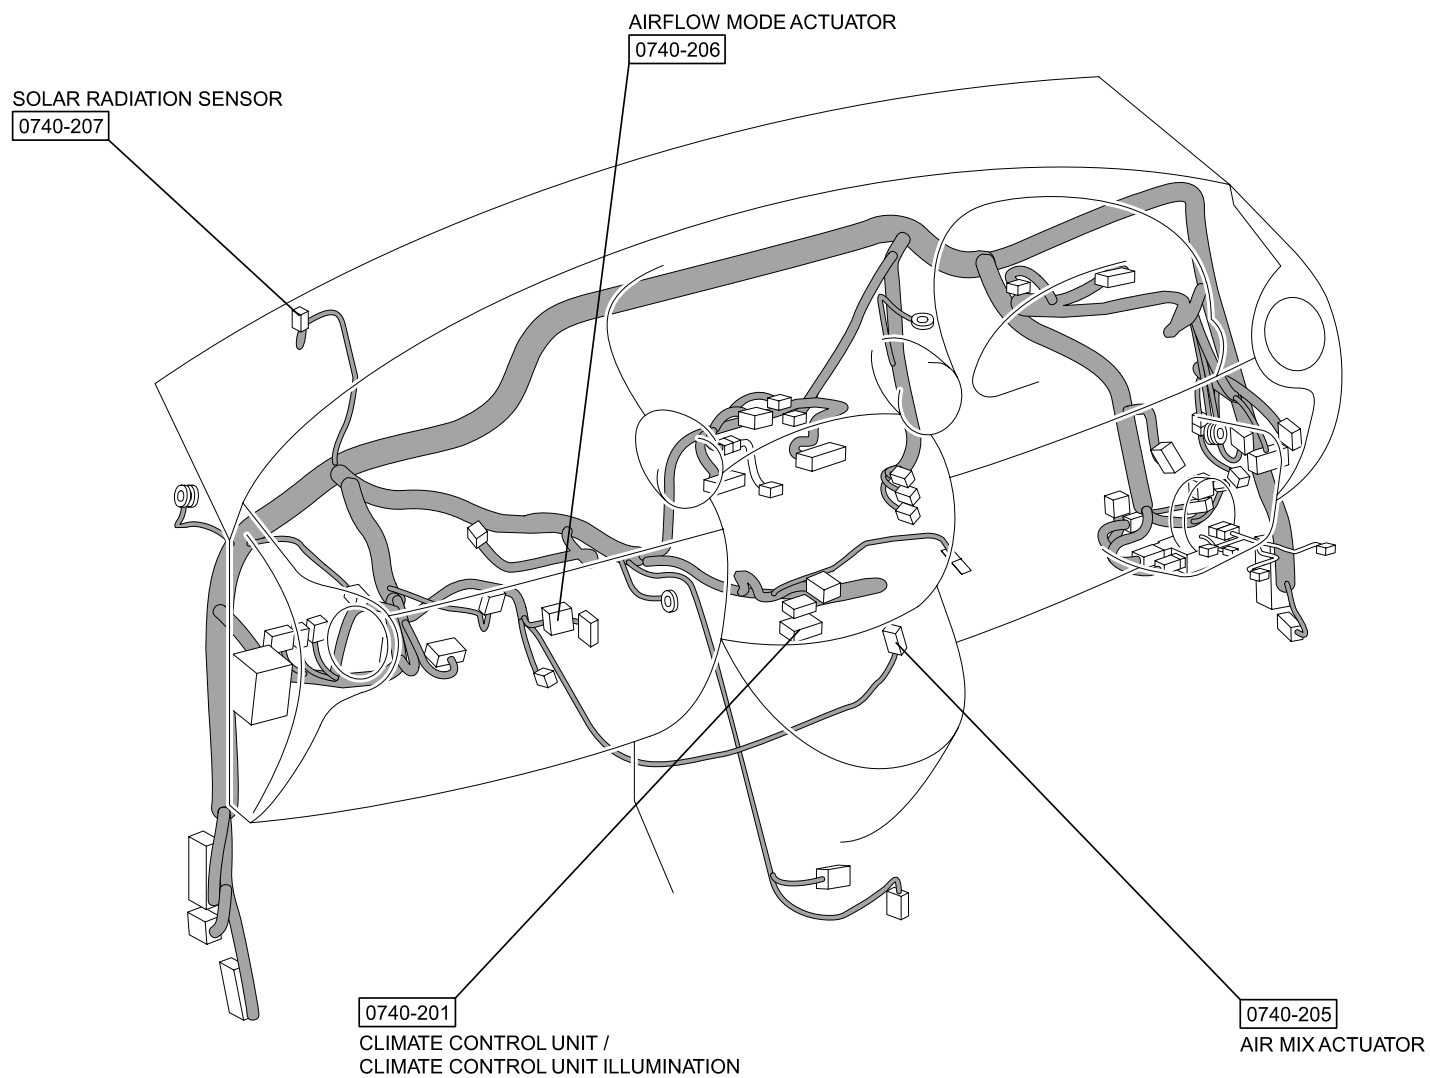 AIRFLOW MODE ACTUATOR
0740-206
SOLAR RADIATION SENSOR
0740-207
0740-201
CLIMATE CONTROL UNIT /
CLIMATE CONTROL UNIT ILLUMINATION
0740-205
AIR MIX ACTUATOR